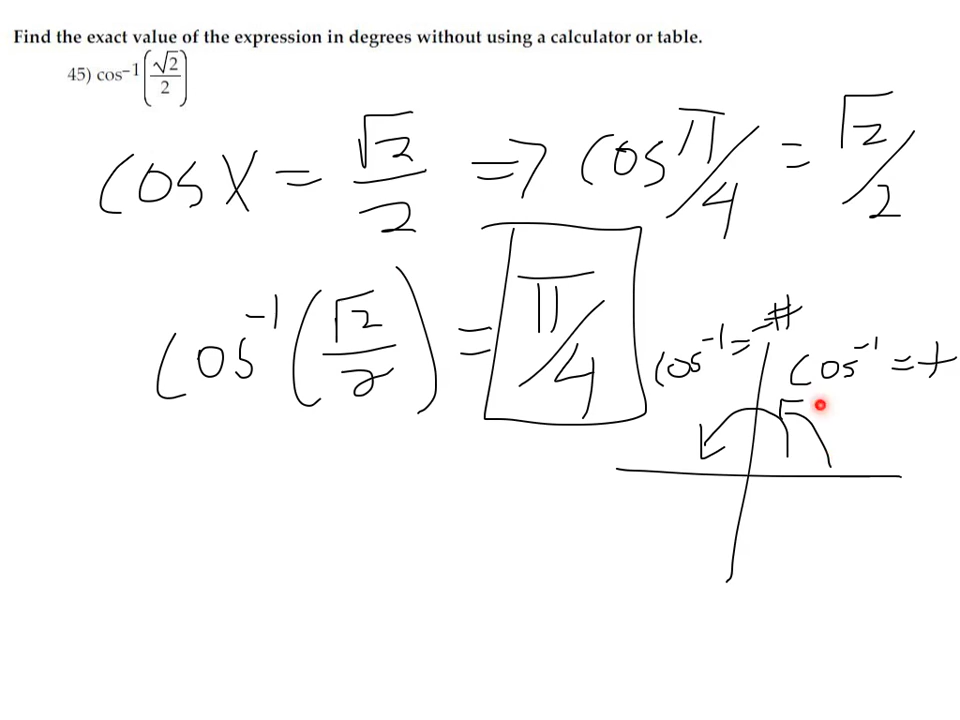 Find the exact value of the expression in degrees without using a calculator or table.
45) cos⁻¹(√2/2)
cos x = √2/2 => cos π/4 = √2/2
cos⁻¹(√2/2) = π/4
cos⁻¹ = -#
cos⁻¹ = +